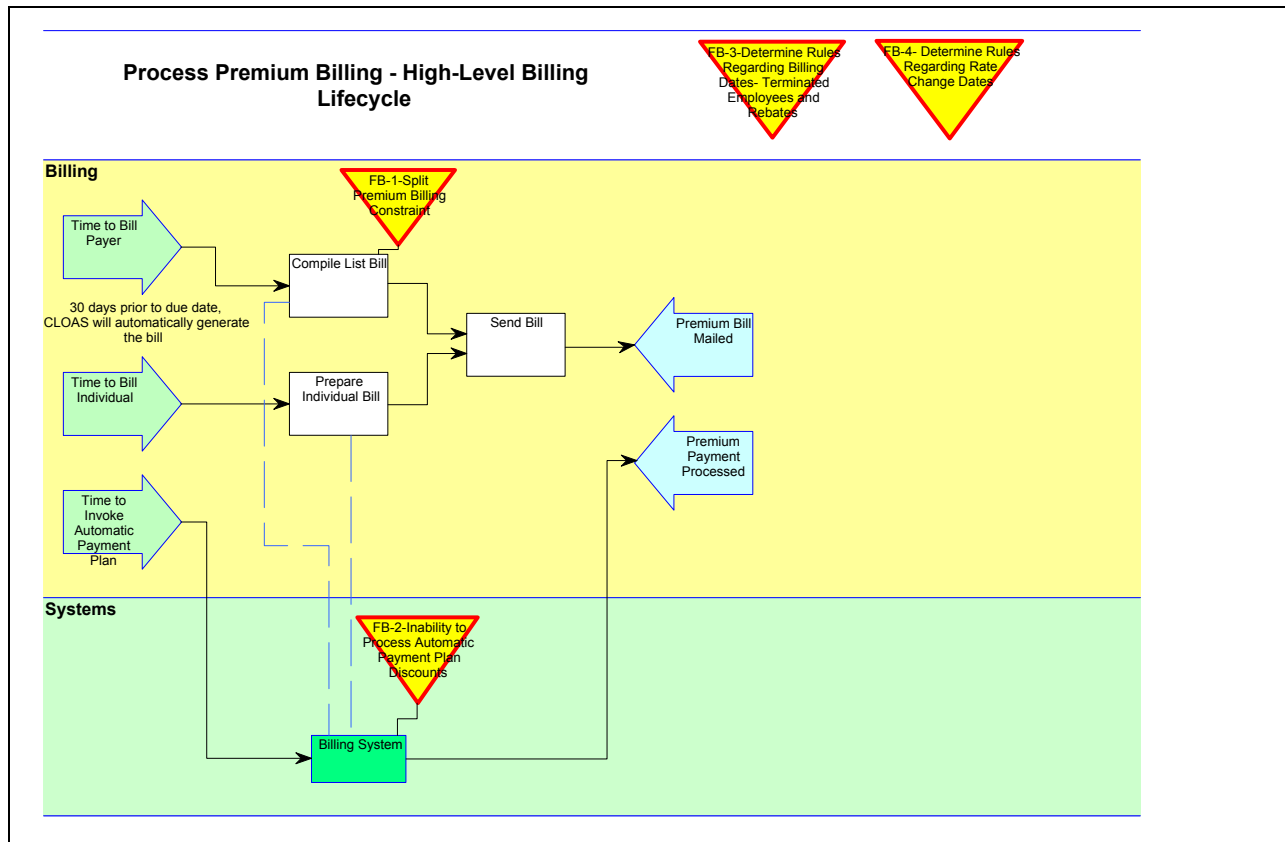 Process Premium Billing - High-Level Billing
Lifecycle
FB-3-Determine Rules
Regarding Billing
Dates- Terminated
Employees and
Rebates
FB-4- Determine Rules
Regarding Rate
Change Dates
Billing
FB-1-Split
Premium Billing
Constraint
Time to Bill
Payer
Compile List Bill
30 days prior to due date,
CLOAS will automatically generate
the bill
Send Bill
Premium Bill
Mailed
Time to Bill
Individual
Prepare
Individual Bill
Premium
Payment
Processed
Time to
Invoke
Automatic
Payment
Plan
Systems
FB-2-Inability to
Process Automatic
Payment Plan
Discounts
Billing System